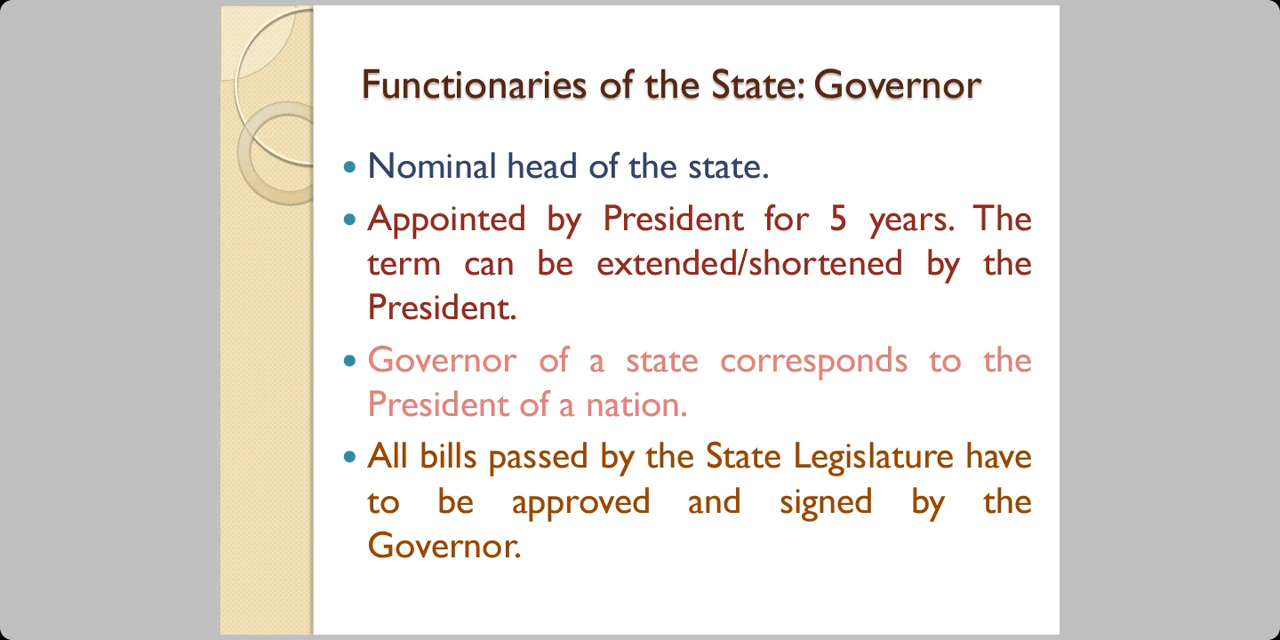 Functionaries of the State: Governor
• Nominal head of the state.
• Appointed by President for 5 years. The
term can be extended/shortened by the
President.
• Governor of a state corresponds to the
President of a nation.
• All bills passed by the State Legislature have
to be approved and signed by the
Governor.